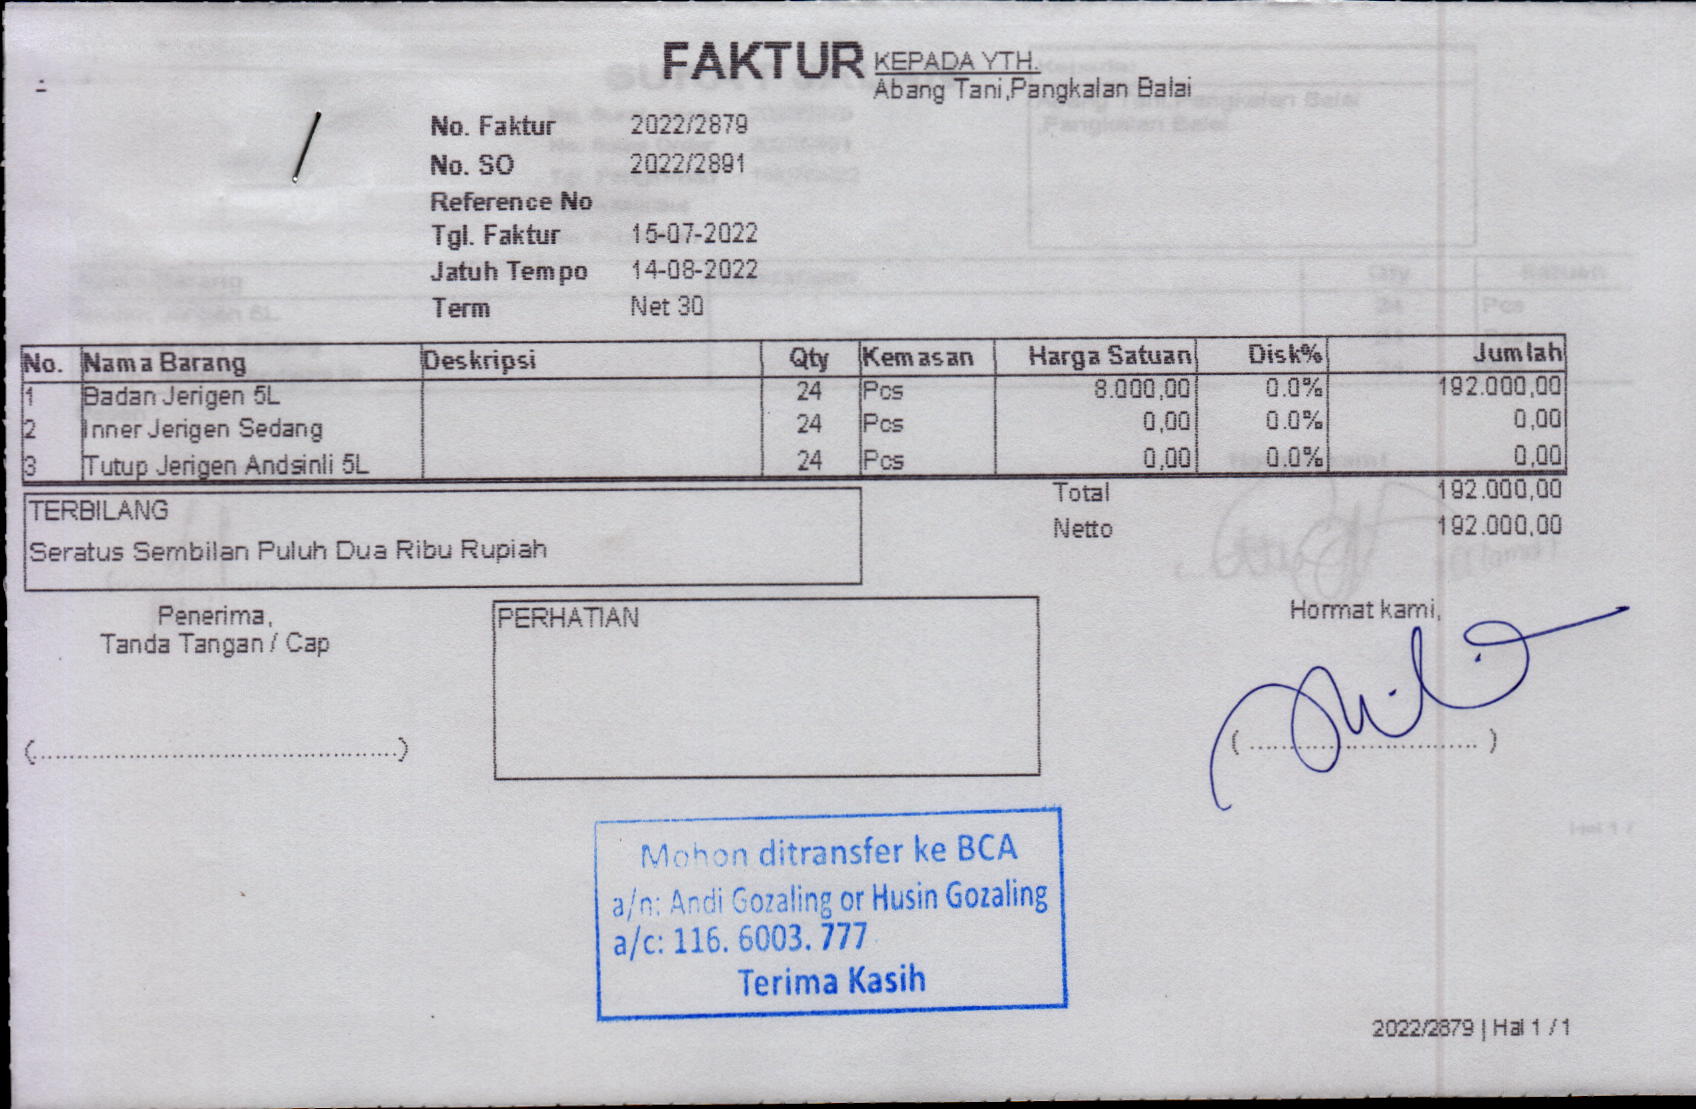 FAKTUR
KEPADA YTH.
Abang Tani,Pangkalan Balai
No. Faktur 2022/2879
No. SO 2022/2891
Reference No
Tgl. Faktur 15-07-2022
Jatuh Tempo 14-08-2022
Term Net 30
No. Nama Barang Deskripsi Qty Kemasan Harga Satuan Disk% Jumlah
1 Badan Jerigen 5L 24 Pcs 8.000,00 0.0% 192.000,00
2 Inner Jerigen Sedang 24 Pcs 0,00 0.0% 0,00
3 Tutup Jerigen Andsinli 5L 24 Pcs 0,00 0.0% 0,00
Total 192.000,00
Netto 192.000,00
TERBILANG
Seratus Sembilan Puluh Dua Ribu Rupiah
Penerima,
Tanda Tangan / Cap
PERHATIAN
Hormat kami,
(..........................................)
( .............................. )
Mohon ditransfer ke BCA
a/n: Andi Gozaling or Husin Gozaling
a/c: 116. 6003. 777
Terima Kasih
2022/2879 | Hal 1 / 1